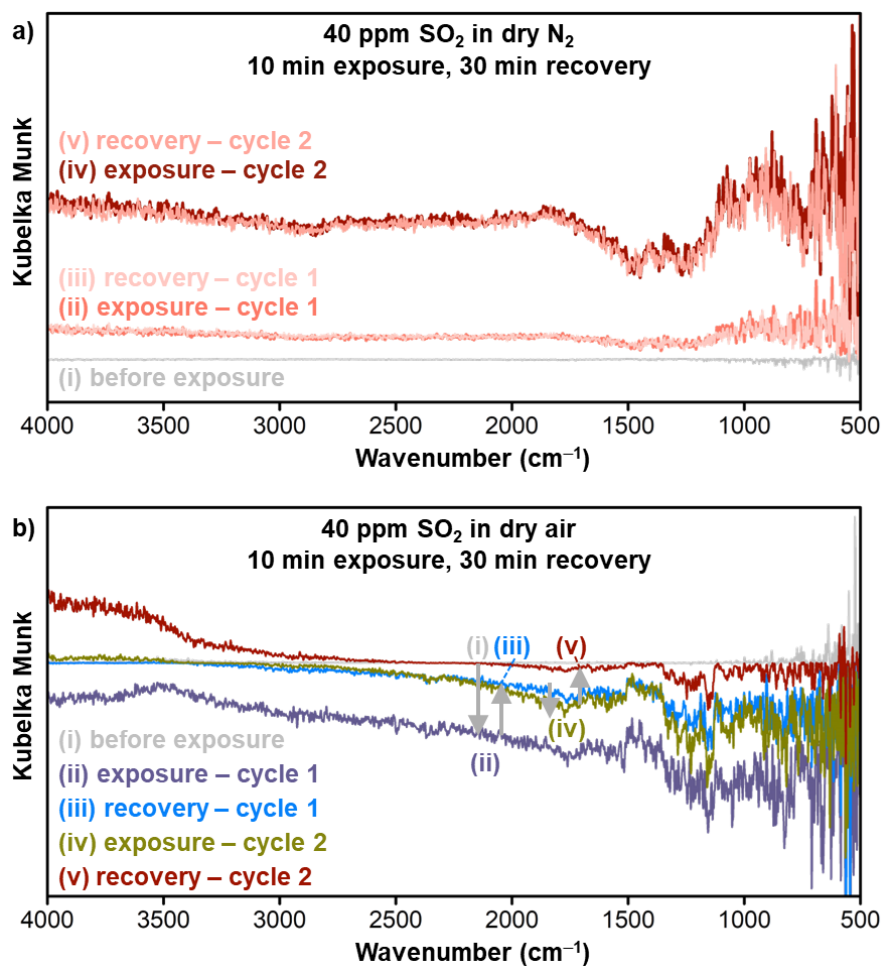 a)
40 ppm SO₂ in dry N₂
10 min exposure, 30 min recovery
Kubelka Munk
(v) recovery – cycle 2
(iv) exposure – cycle 2
(iii) recovery – cycle 1
(ii) exposure – cycle 1
(i) before exposure
4000 3500 3000 2500 2000 1500 1000 500
Wavenumber (cm⁻¹)
b)
40 ppm SO₂ in dry air
10 min exposure, 30 min recovery
Kubelka Munk
(i) (iii) (v)
(iv)
(ii)
(i) before exposure
(ii) exposure – cycle 1
(iii) recovery – cycle 1
(iv) exposure – cycle 2
(v) recovery – cycle 2
4000 3500 3000 2500 2000 1500 1000 500
Wavenumber (cm⁻¹)